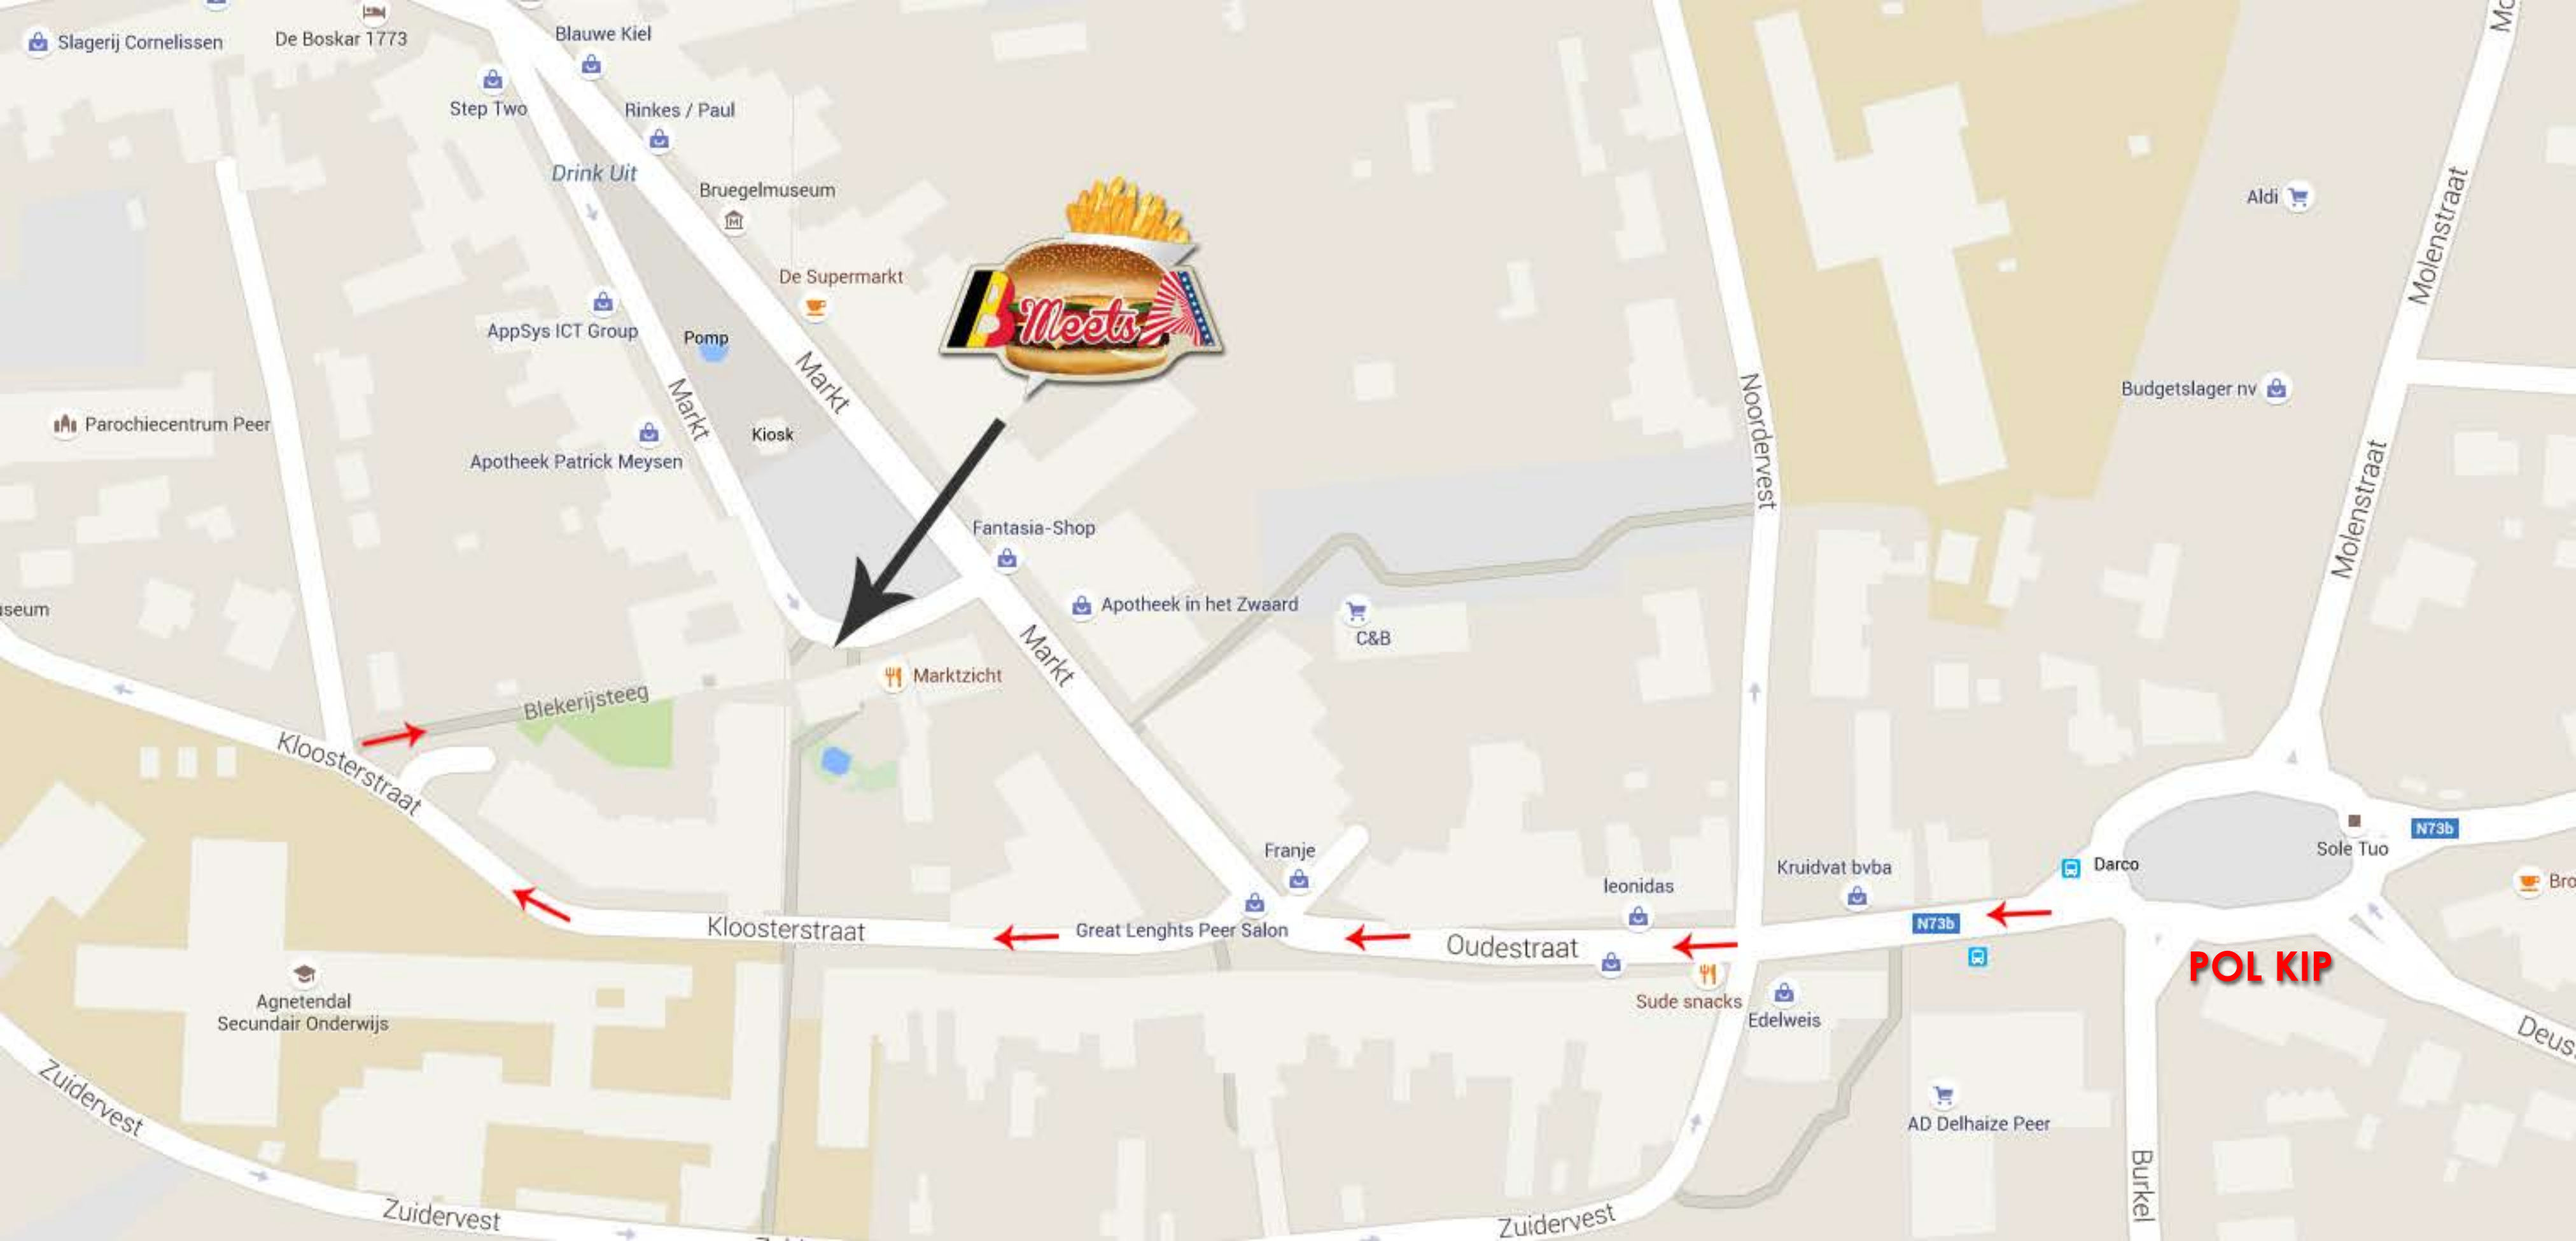 Slagerij Cornelissen
De Boskar 1773
Blauwe Kiel
Step Two
Rinkes / Paul
Drink Uit
Bruegelmuseum
De Supermarkt
AppSys ICT Group
Pomp
Markt
Markt
B Meets A
Parochiecentrum Peer
Apotheek Patrick Meysen
Kiosk
Noordervest
Aldi
Molenstraat
Budgetslager nv
Molenstraat
Fantasia-Shop
Apotheek in het Zwaard
C&B
Markt
Marktzicht
Blekerijsteeg
Kloosterstraat
Franje
leonidas
Kruidvat bvba
Darco
Sole Tuo
N73b
N73b
Kloosterstraat
Great Lenghts Peer Salon
Oudestraat
POL KIP
Agnetendal
Secundair Onderwijs
Sude snacks
Edelweis
AD Delhaize Peer
Zuidervest
Zuidervest
Zuidervest
Burkel